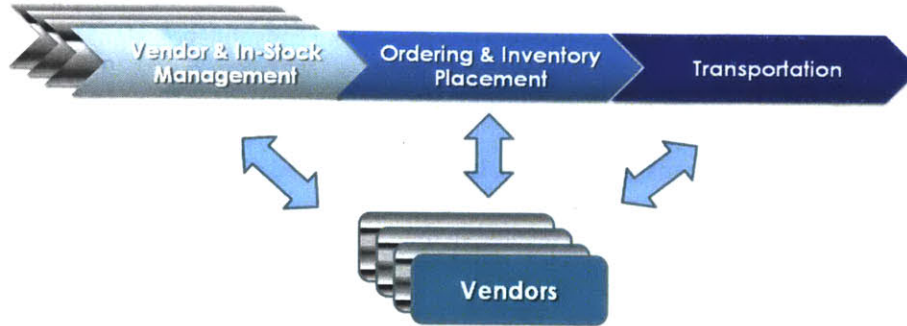 Vendor & In-Stock
Management
Ordering & Inventory
Placement
Transportation
Vendors